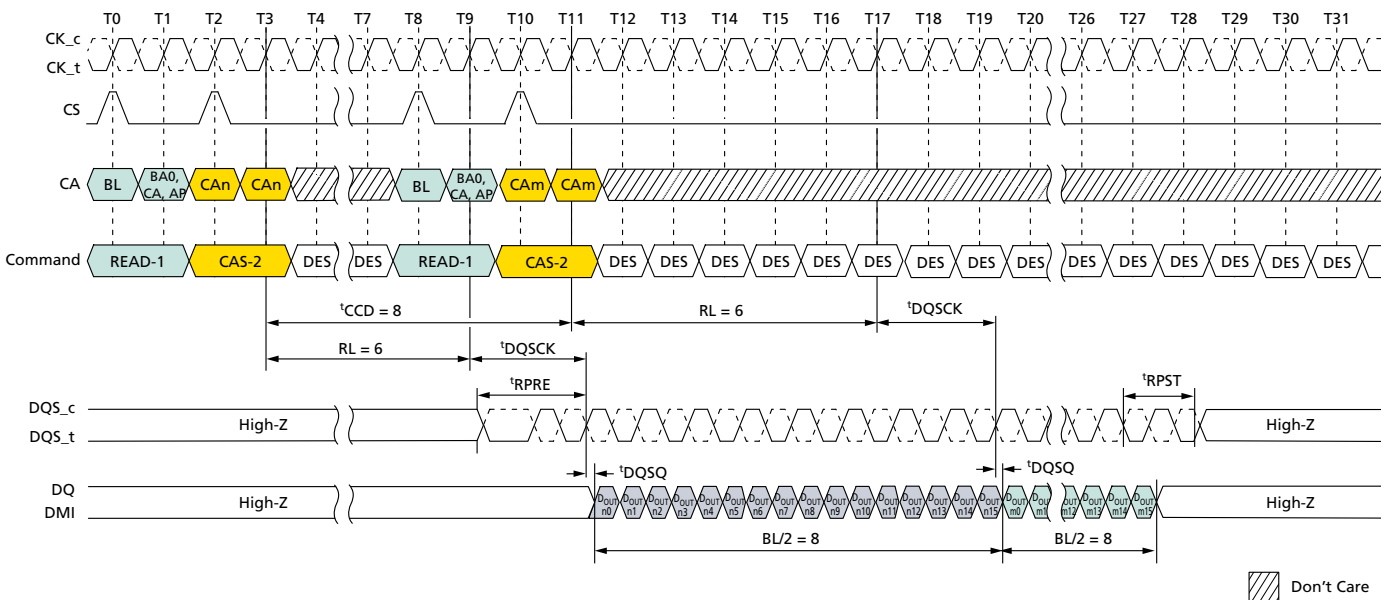 T0 T1 T2 T3 T4 T7 T8 T9 T10 T11 T12 T13 T14 T15 T16 T17 T18 T19 T20 T26 T27 T28 T29 T30 T31
CK_c
CK_t
CS
CA BL BA0, CA, AP CAn CAn BL BA0, CA, AP CAm CAm
Command READ-1 CAS-2 DES DES READ-1 CAS-2 DES DES DES DES DES DES DES DES DES DES DES DES DES DES DES
tCCD = 8 RL = 6 tDQSCK
RL = 6 tDQSCK
tRPRE tRPST
DQS_c
DQS_t High-Z High-Z
tDQSQ tDQSQ
DQ
DMI High-Z DOUT n0 DOUT n1 DOUT n2 DOUT n3 DOUT n4 DOUT n5 DOUT n6 DOUT n7 DOUT n8 DOUT n9 DOUT n10 DOUT n11 DOUT n12 DOUT n13 DOUT n14 DOUT n15 DOUT m0 DOUT m1 DOUT m12 DOUT m13 DOUT m14 DOUT m15 High-Z
BL/2 = 8 BL/2 = 8
Don't Care